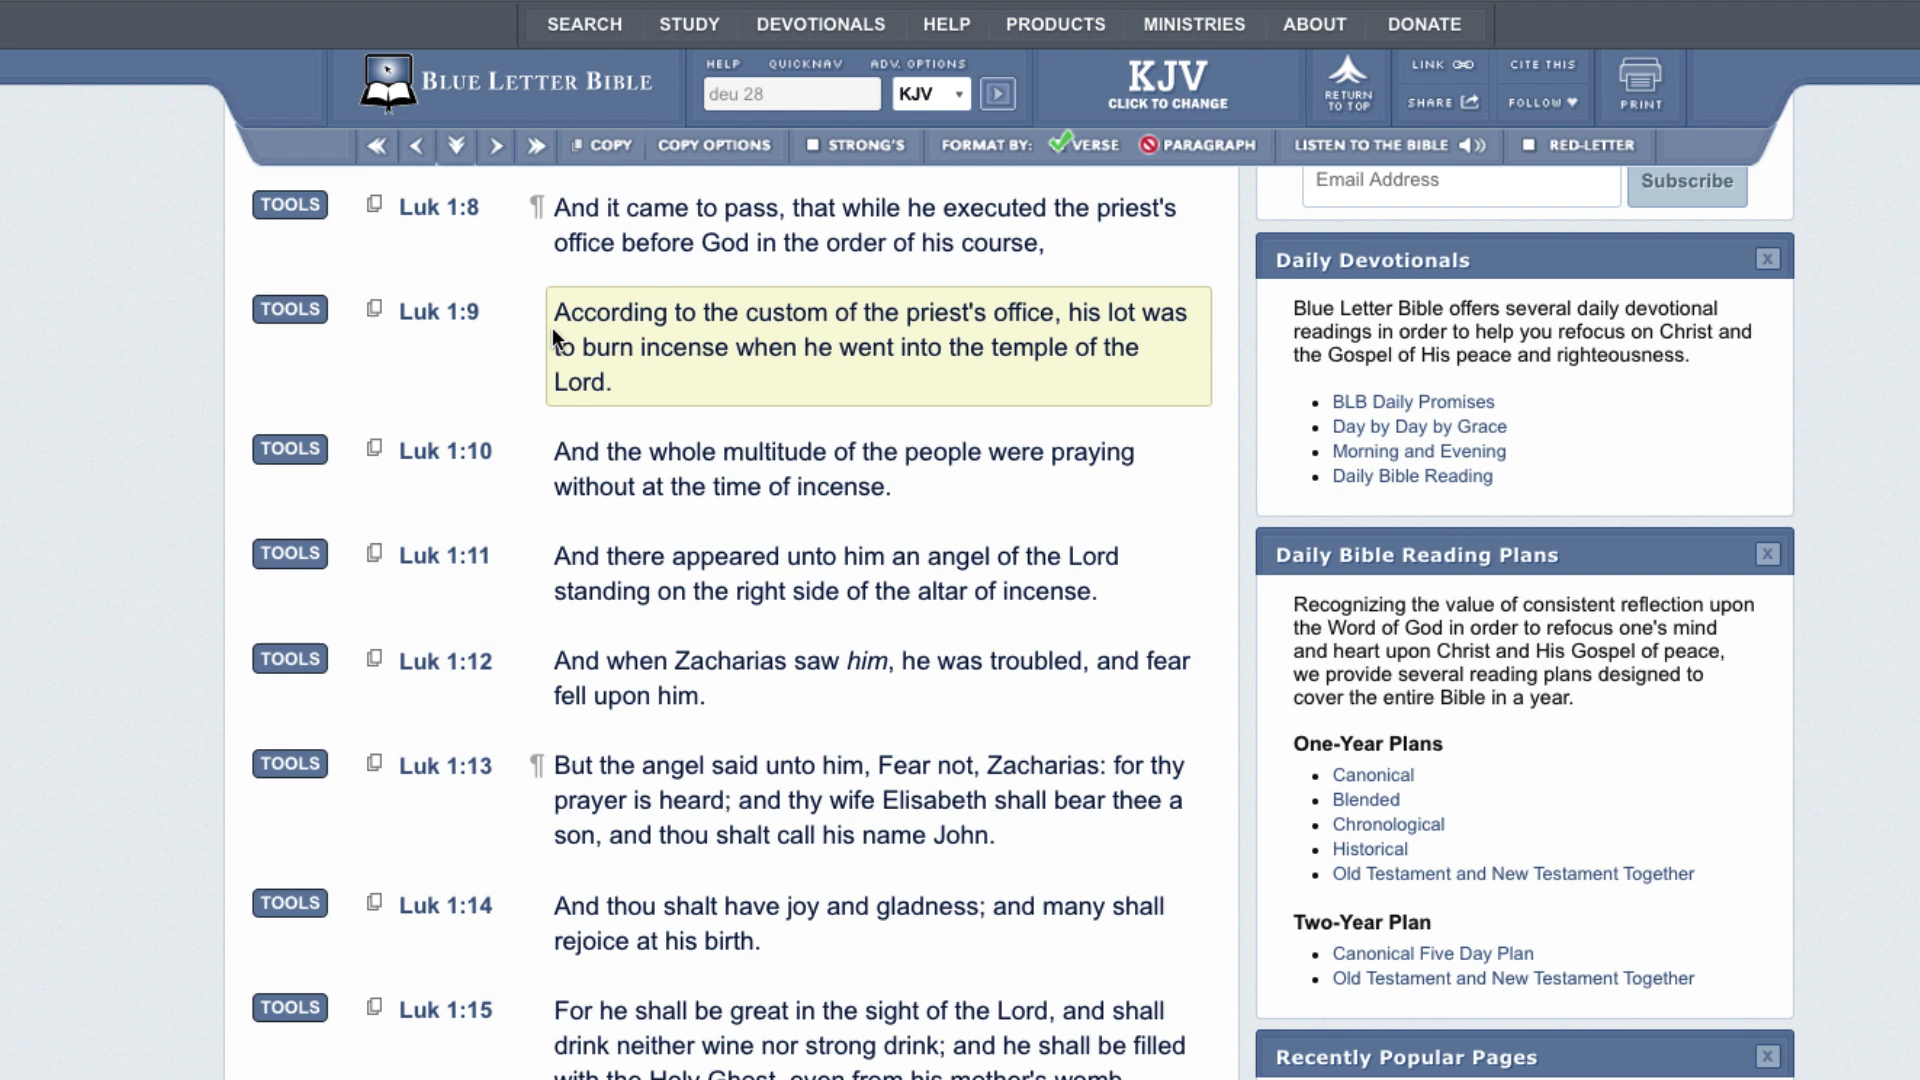 SEARCH STUDY DEVOTIONALS HELP PRODUCTS MINISTRIES ABOUT DONATE
BLUE LETTER BIBLE
HELP QUICKNAV ADV. OPTIONS
deu 28 KJV
KJV
CLICK TO CHANGE
RETURN
TO TOP
LINK CITE THIS
SHARE FOLLOW
PRINT
COPY COPY OPTIONS STRONG'S FORMAT BY: VERSE PARAGRAPH LISTEN TO THE BIBLE RED-LETTER
TOOLS Luk 1:8 ¶ And it came to pass, that while he executed the priest's
office before God in the order of his course,
TOOLS Luk 1:9 According to the custom of the priest's office, his lot was
to burn incense when he went into the temple of the
Lord.
TOOLS Luk 1:10 And the whole multitude of the people were praying
without at the time of incense.
TOOLS Luk 1:11 And there appeared unto him an angel of the Lord
standing on the right side of the altar of incense.
TOOLS Luk 1:12 And when Zacharias saw him, he was troubled, and fear
fell upon him.
TOOLS Luk 1:13 ¶ But the angel said unto him, Fear not, Zacharias: for thy
prayer is heard; and thy wife Elisabeth shall bear thee a
son, and thou shalt call his name John.
TOOLS Luk 1:14 And thou shalt have joy and gladness; and many shall
rejoice at his birth.
TOOLS Luk 1:15 For he shall be great in the sight of the Lord, and shall
drink neither wine nor strong drink; and he shall be filled
with the Holy Ghost, even from his mother's womb.
Email Address Subscribe
Daily Devotionals X
Blue Letter Bible offers several daily devotional
readings in order to help you refocus on Christ and
the Gospel of His peace and righteousness.
• BLB Daily Promises
• Day by Day by Grace
• Morning and Evening
• Daily Bible Reading
Daily Bible Reading Plans X
Recognizing the value of consistent reflection upon
the Word of God in order to refocus one's mind
and heart upon Christ and His Gospel of peace,
we provide several reading plans designed to
cover the entire Bible in a year.
One-Year Plans
• Canonical
• Blended
• Chronological
• Historical
• Old Testament and New Testament Together
Two-Year Plan
• Canonical Five Day Plan
• Old Testament and New Testament Together
Recently Popular Pages X